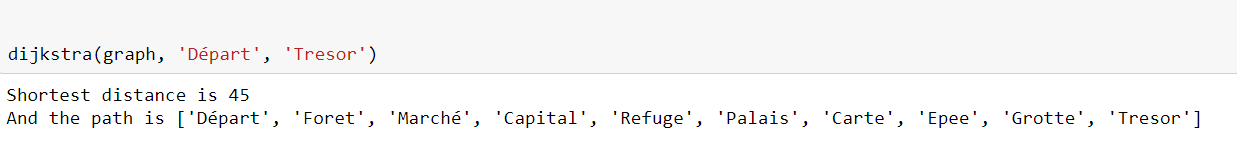 dijkstra(graph, 'Départ', 'Tresor')
Shortest distance is 45
And the path is ['Départ', 'Foret', 'Marché', 'Capital', 'Refuge', 'Palais', 'Carte', 'Epee', 'Grotte', 'Tresor']